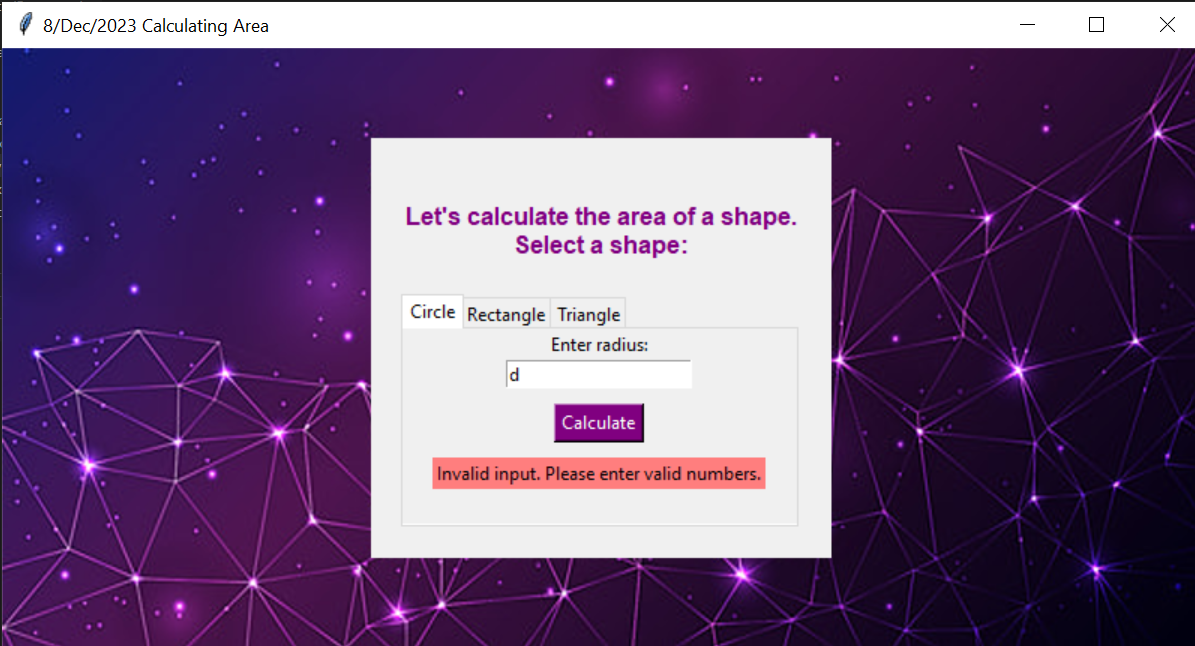 8/Dec/2023 Calculating Area
Let's calculate the area of a shape.
Select a shape:
Circle Rectangle Triangle
Enter radius:
d
Calculate
Invalid input. Please enter valid numbers.